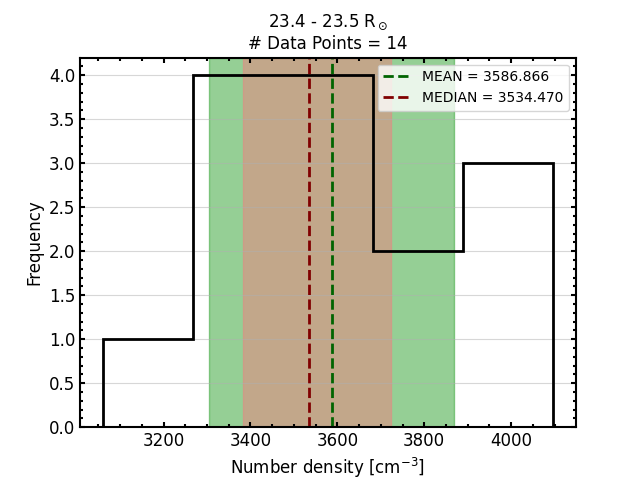 23.4 - 23.5 R⊙
# Data Points = 14
MEAN = 3586.866
MEDIAN = 3534.470
4.0
3.5
3.0
2.5
2.0
1.5
1.0
0.5
0.0
Frequency
3200 3400 3600 3800 4000
Number density [cm⁻³]